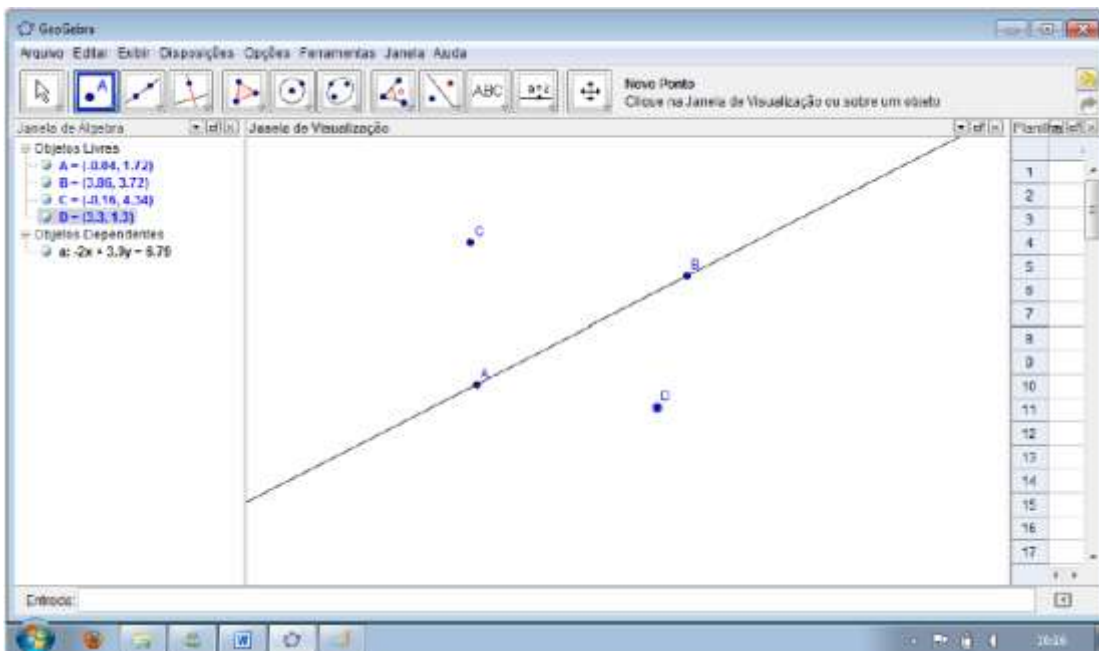 GeoGebra
Arquivo Editar Exibir Disposições Opções Ferramentas Janela Ajuda
A ABC a=2
Novo Ponto
Clique na Janela de Visualização ou sobre um objeto
Janela de Álgebra
Janela de Visualização
Objetos Livres
A = (-0.04, 1.72)
B = (3.86, 3.72)
C = (-0.16, 4.34)
D = (3.3, 1.3)
Objetos Dependentes
a: -2x + 3.9y = 6.79
C
B
A
D
1
2
3
4
5
6
7
8
9
10
11
12
13
14
15
16
17
Entrada:
W